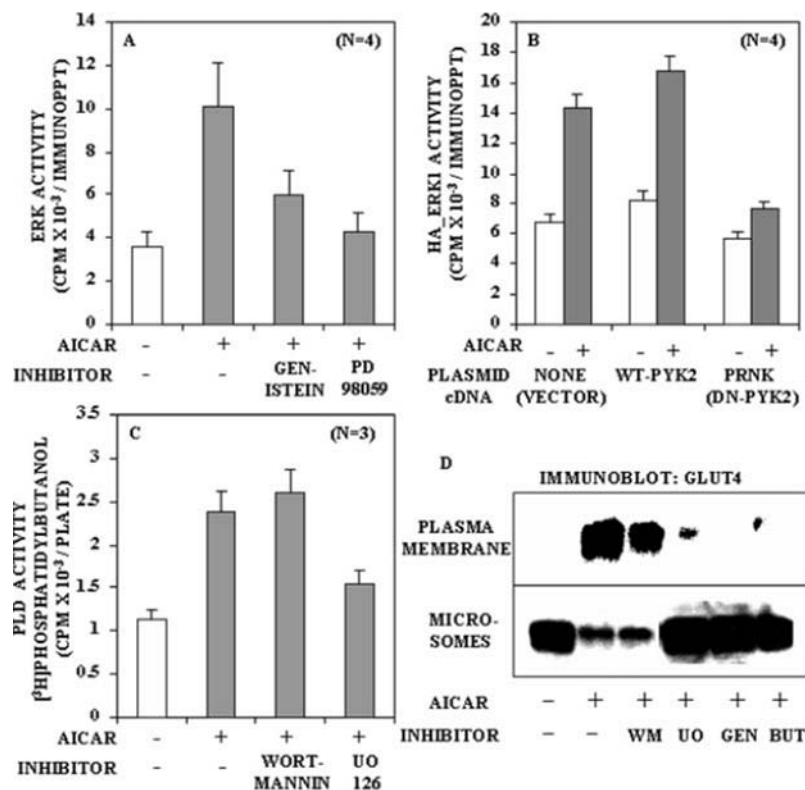 A (N=4)
14
12
10
8
6
4
2
0
ERK ACTIVITY
(CPM X 10⁻³ / IMMUNOPPT)
AICAR - + + +
INHIBITOR - - GEN- PD
ISTEIN 98059
B (N=4)
20
18
16
14
12
10
8
6
4
2
0
HA_ERK1 ACTIVITY
(CPM X 10⁻³ / IMMUNOPPT)
AICAR - + - + - +
PLASMID NONE WT-PYK2 PRNK
cDNA (VECTOR) (DN-PYK2)
C (N=3)
3.5
3
2.5
2
1.5
1
0.5
0
PLD ACTIVITY
[³H]PHOSPHATIDYLBUTANOL
(CPM X 10⁻³ / PLATE)
AICAR - + + +
INHIBITOR - - WORT- UO
MANNIN 126
D
IMMUNOBLOT: GLUT4
PLASMA
MEMBRANE
MICRO-
SOMES
AICAR - + + + + +
INHIBITOR - - WM UO GEN BUT